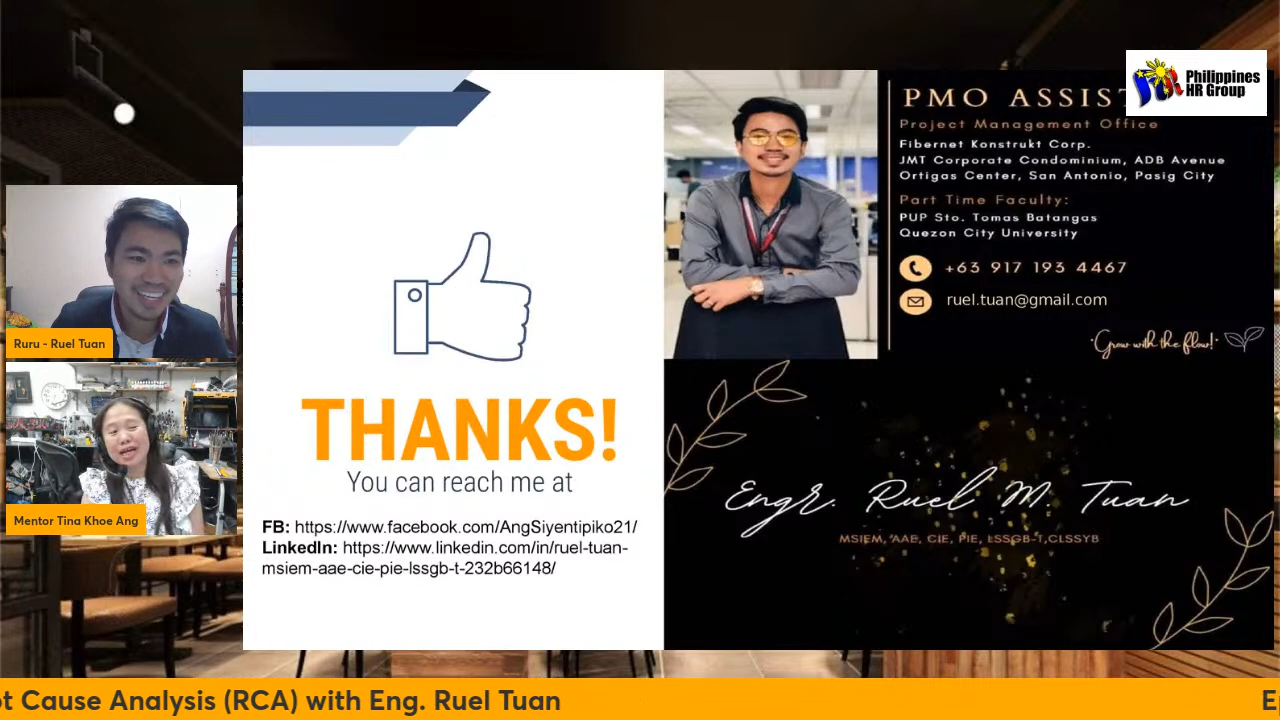 Philippines
HR Group
PMO ASSIST
Project Management Office
Fibernet Konstrukt Corp.
JMT Corporate Condominium, ADB Avenue
Ortigas Center, San Antonio, Pasig City
Part Time Faculty:
PUP Sto. Tomas Batangas
Quezon City University
+63 917 193 4467
ruel.tuan@gmail.com
"Grow with the flow!"
Ruru - Ruel Tuan
Mentor Tina Khoe Ang
THANKS!
You can reach me at
FB: https://www.facebook.com/AngSiyentipiko21/
LinkedIn: https://www.linkedin.com/in/ruel-tuan-
msiem-aae-cie-pie-lssgb-t-232b66148/
Engr. Ruel M. Tuan
MSIEM, AAE, CIE, PIE, LSSGB-T,CLSSYB
ot Cause Analysis (RCA) with Eng. Ruel Tuan